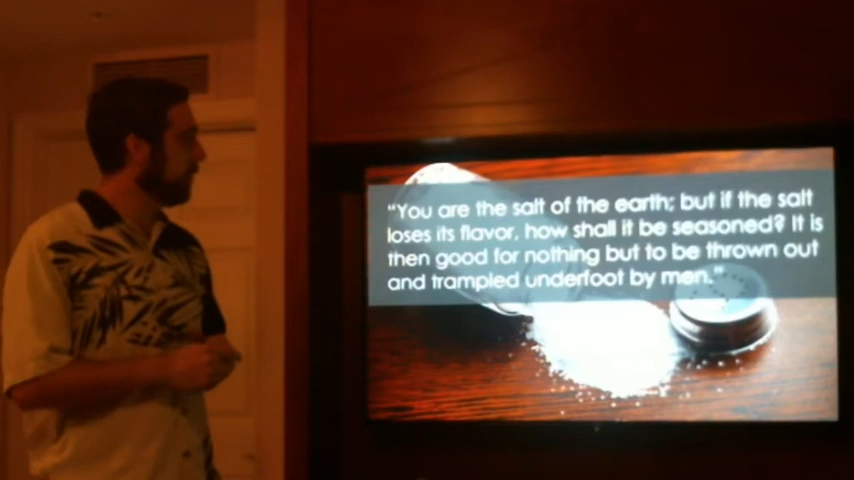 “You are the salt of the earth; but if the salt
loses its flavor, how shall it be seasoned? It is
then good for nothing but to be thrown out
and trampled underfoot by men.”